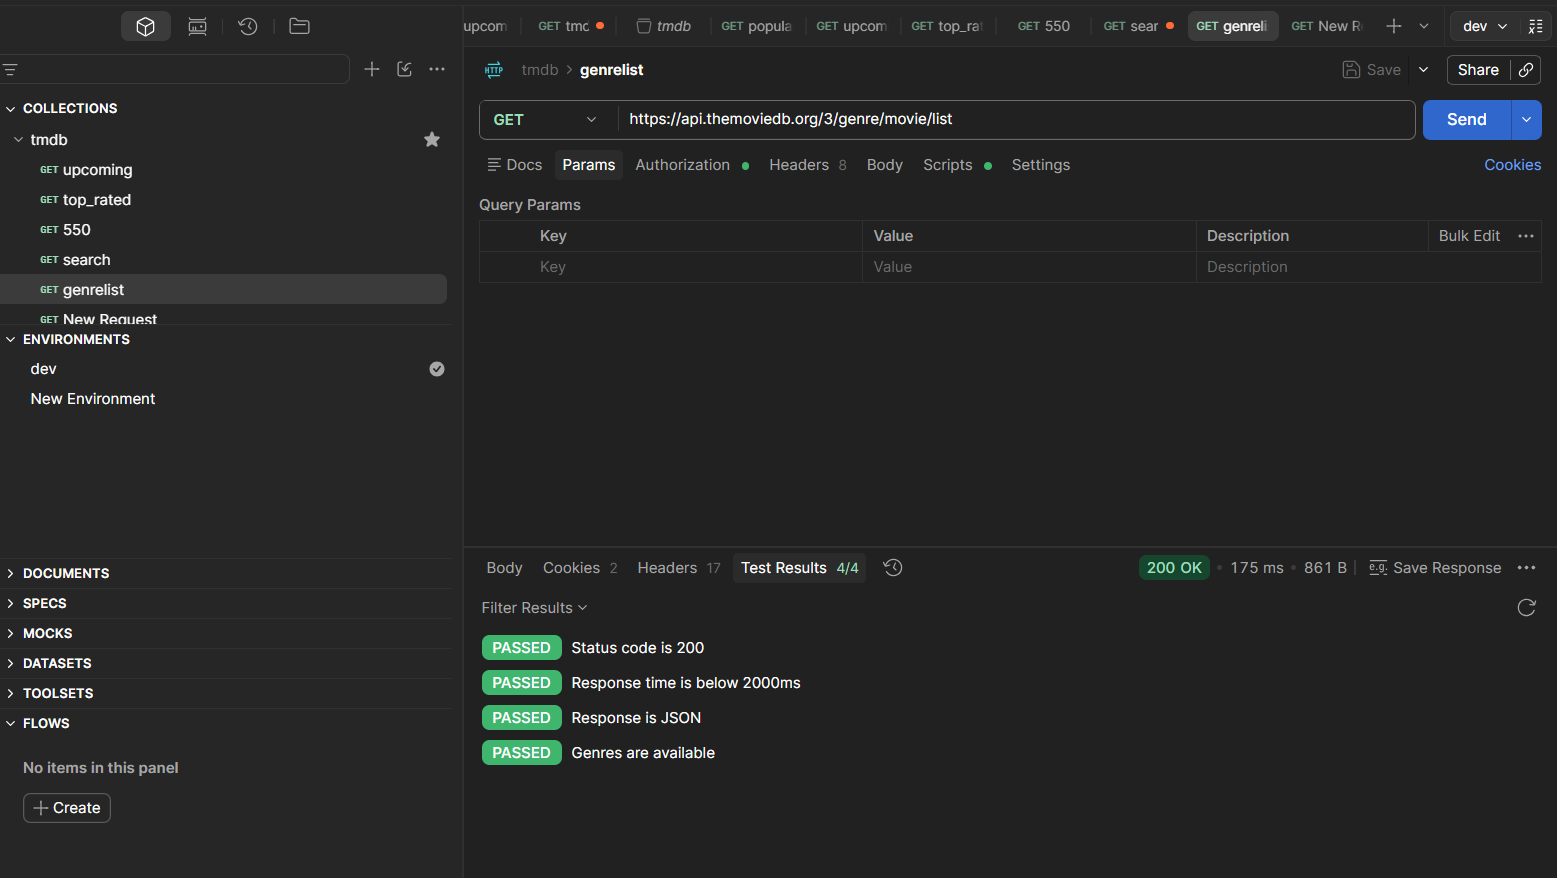 upcom GET tmc tmdb GET popula GET upcom GET top_ra GET 550 GET sear GET genreli GET New R dev
tmdb > genrelist Save Share
GET https://api.themoviedb.org/3/genre/movie/list Send
Docs Params Authorization Headers 8 Body Scripts Settings Cookies
Query Params
Key Value Description Bulk Edit
Key Value Description
COLLECTIONS
tmdb
GET upcoming
GET top_rated
GET 550
GET search
GET genrelist
GET New Request
ENVIRONMENTS
dev
New Environment
DOCUMENTS
SPECS
MOCKS
DATASETS
TOOLSETS
FLOWS
No items in this panel
Create
Body Cookies 2 Headers 17 Test Results 4/4 200 OK • 175 ms • 861 B e.g. Save Response
Filter Results
PASSED Status code is 200
PASSED Response time is below 2000ms
PASSED Response is JSON
PASSED Genres are available